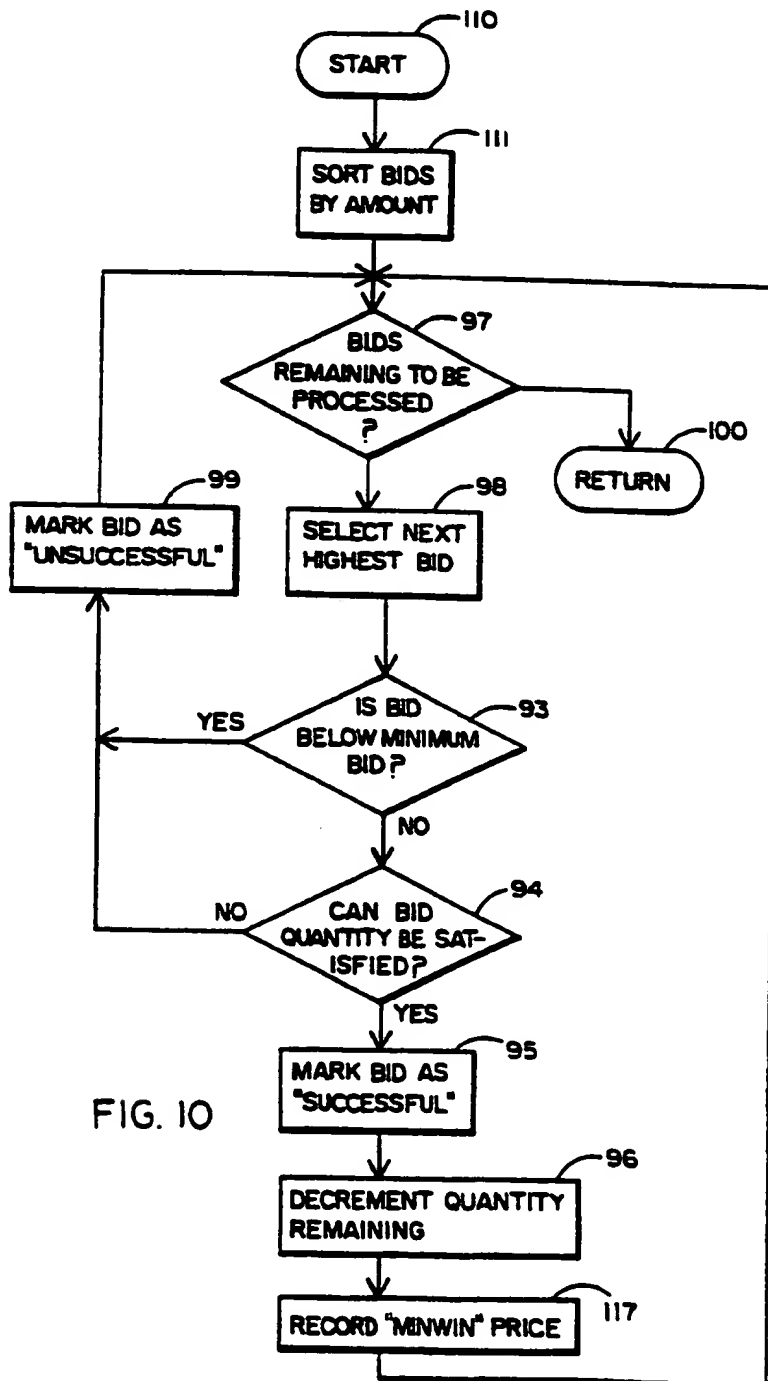 110
START
111
SORT BIDS
BY AMOUNT
97
BIDS
REMAINING TO BE
PROCESSED
?
100
RETURN
99
MARK BID AS
"UNSUCCESSFUL"
98
SELECT NEXT
HIGHEST BID
93
IS BID
BELOW MINIMUM
BID?
YES
NO
94
CAN BID
QUANTITY BE SAT-
ISFIED?
NO
YES
95
MARK BID AS
"SUCCESSFUL"
FIG. 10
96
DECREMENT QUANTITY
REMAINING
117
RECORD "MINWIN" PRICE